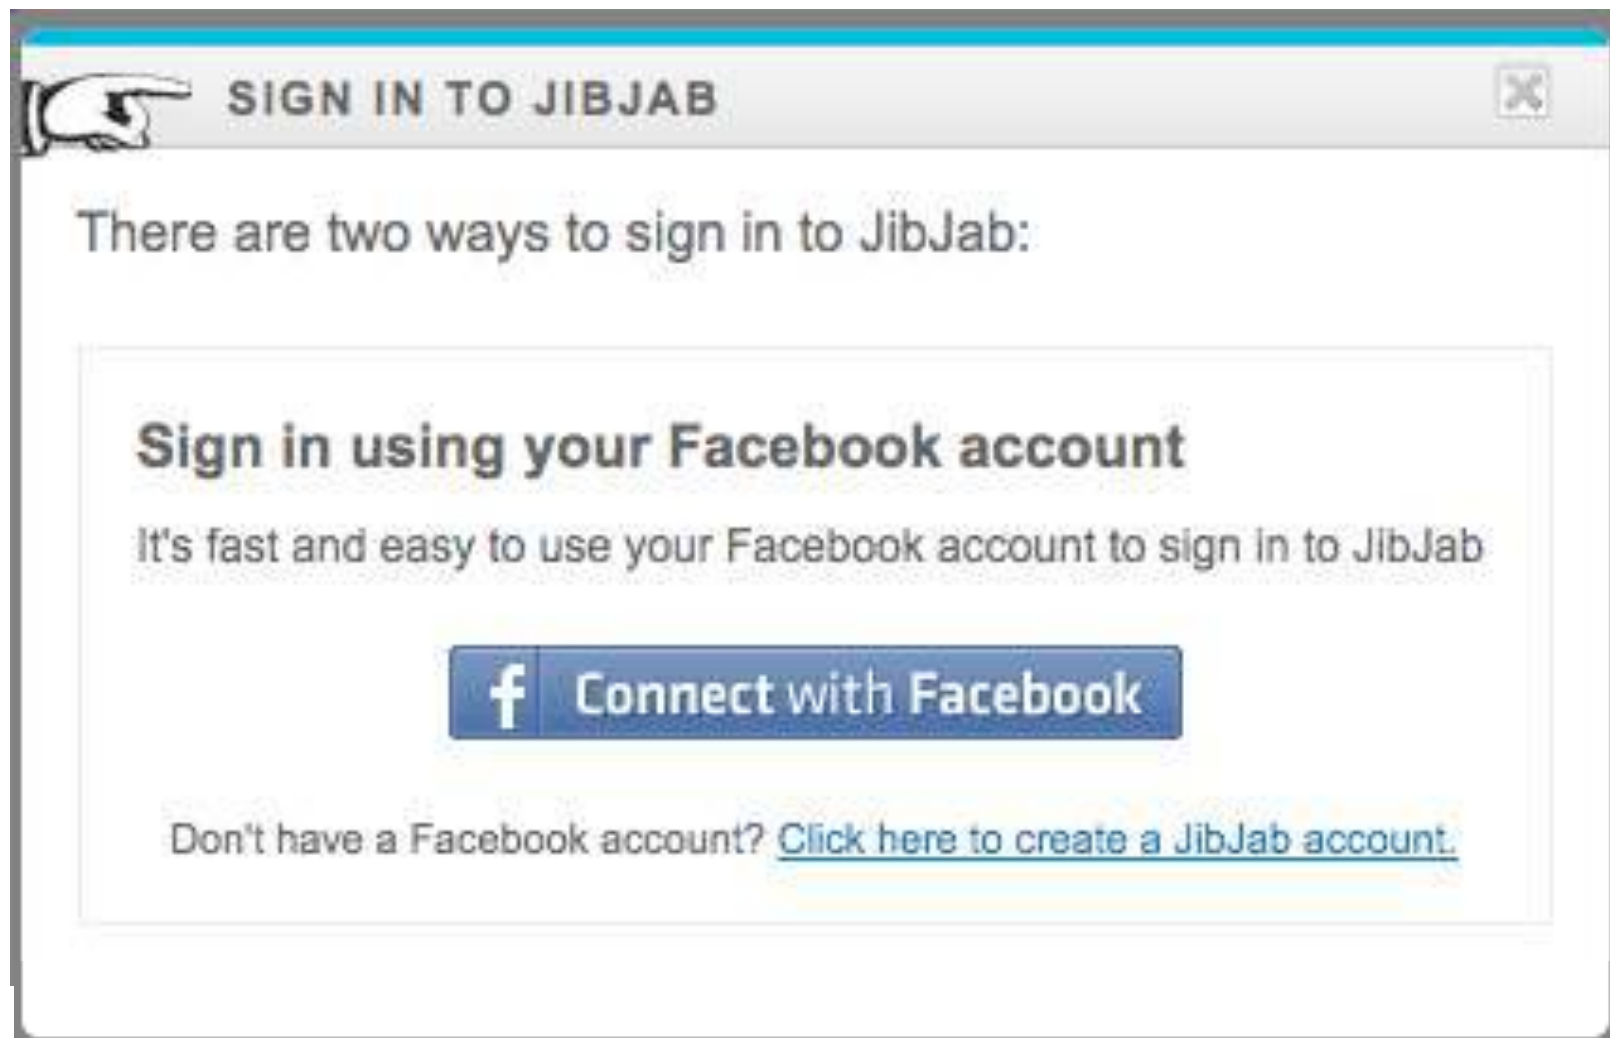 SIGN IN TO JIBJAB
There are two ways to sign in to JibJab:
Sign in using your Facebook account
It's fast and easy to use your Facebook account to sign in to JibJab
f Connect with Facebook
Don't have a Facebook account? Click here to create a JibJab account.